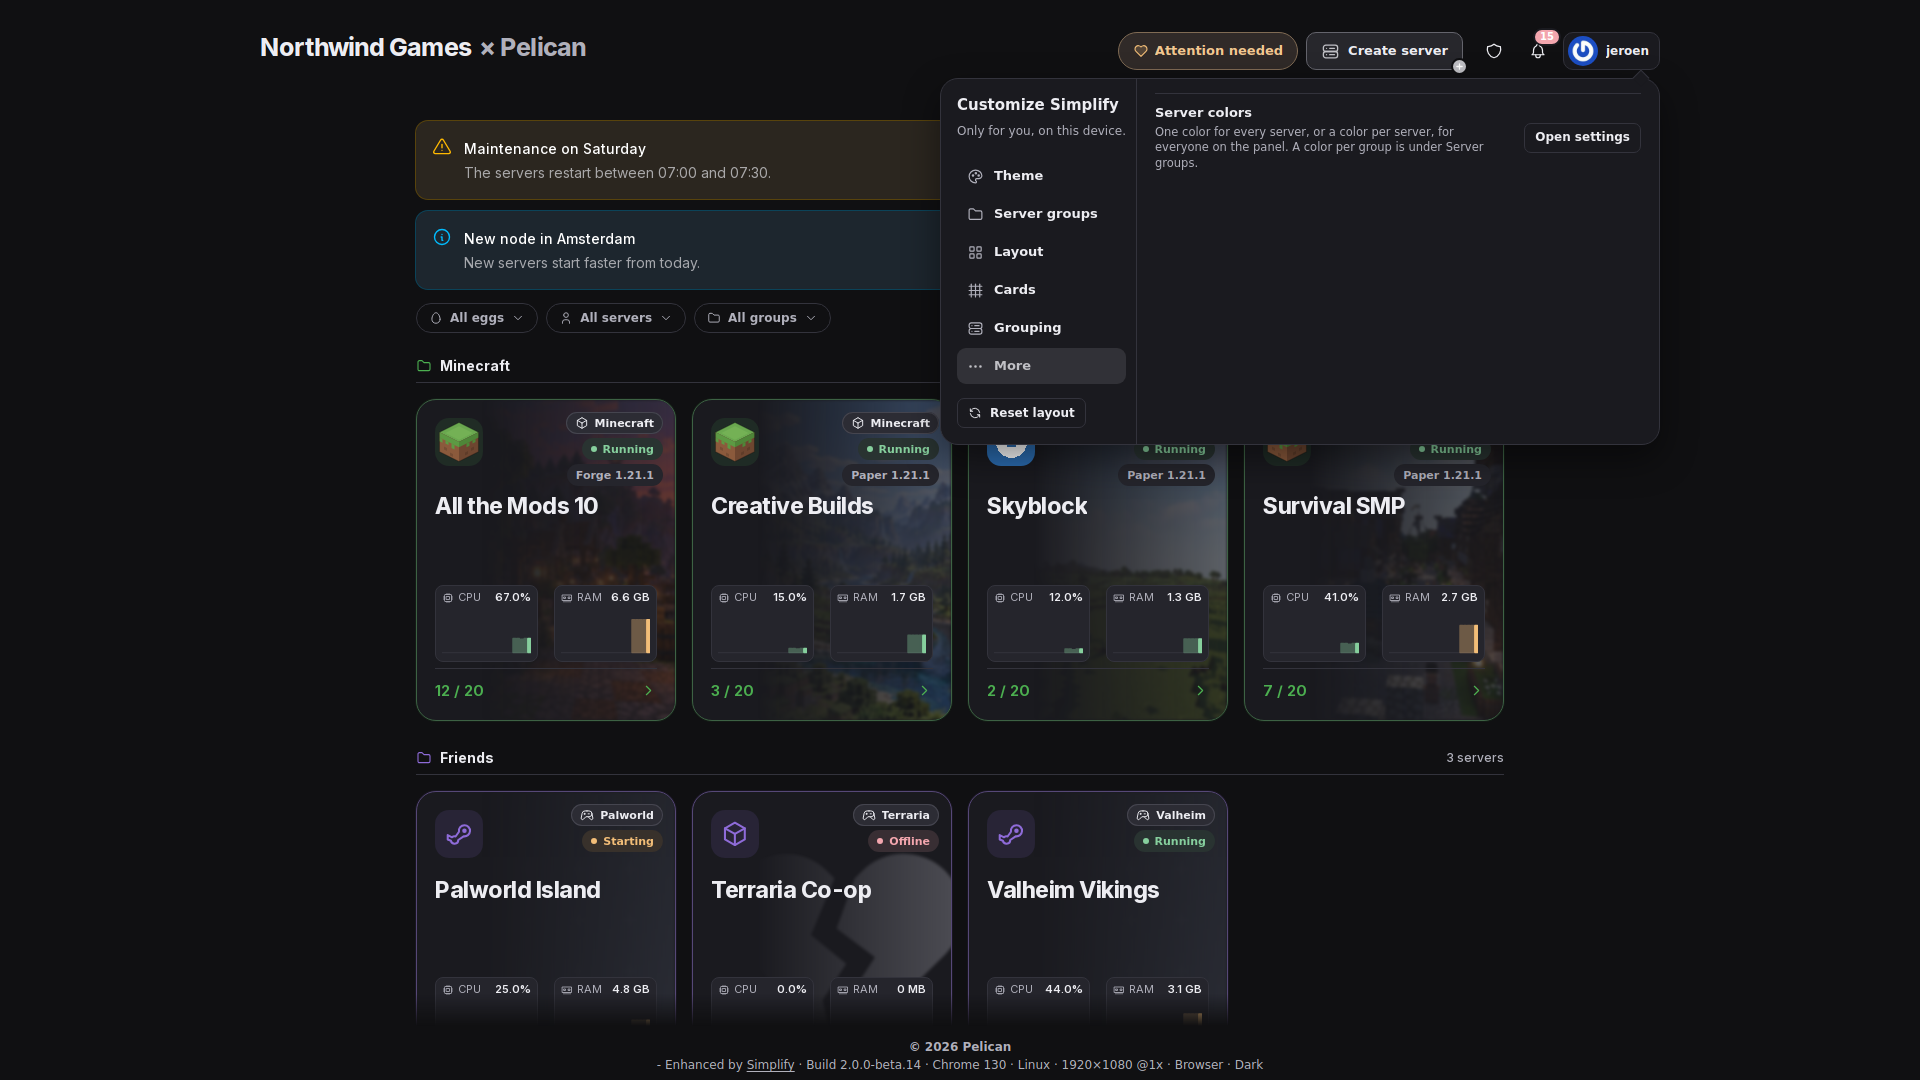 Northwind Games × Pelican
Attention needed
Create server
15
jeroen
Maintenance on Saturday
The servers restart between 07:00 and 07:30.
New node in Amsterdam
New servers start faster from today.
All eggs
All servers
All groups
Customize Simplify
Only for you, on this device.
Theme
Server groups
Layout
Cards
Grouping
More
Reset layout
Server colors
One color for every server, or a color per server, for
everyone on the panel. A color per group is under Server
groups.
Open settings
Minecraft
Minecraft
Running
Forge 1.21.1
All the Mods 10
CPU 67.0%
RAM 6.6 GB
12 / 20
Minecraft
Running
Paper 1.21.1
Creative Builds
CPU 15.0%
RAM 1.7 GB
3 / 20
Running
Paper 1.21.1
Skyblock
CPU 12.0%
RAM 1.3 GB
2 / 20
Running
Paper 1.21.1
Survival SMP
CPU 41.0%
RAM 2.7 GB
7 / 20
Friends
3 servers
Palworld
Starting
Palworld Island
CPU 25.0%
RAM 4.8 GB
Terraria
Offline
Terraria Co-op
CPU 0.0%
RAM 0 MB
Valheim
Running
Valheim Vikings
CPU 44.0%
RAM 3.1 GB
© 2026 Pelican
- Enhanced by Simplify · Build 2.0.0-beta.14 · Chrome 130 · Linux · 1920×1080 @1x · Browser · Dark